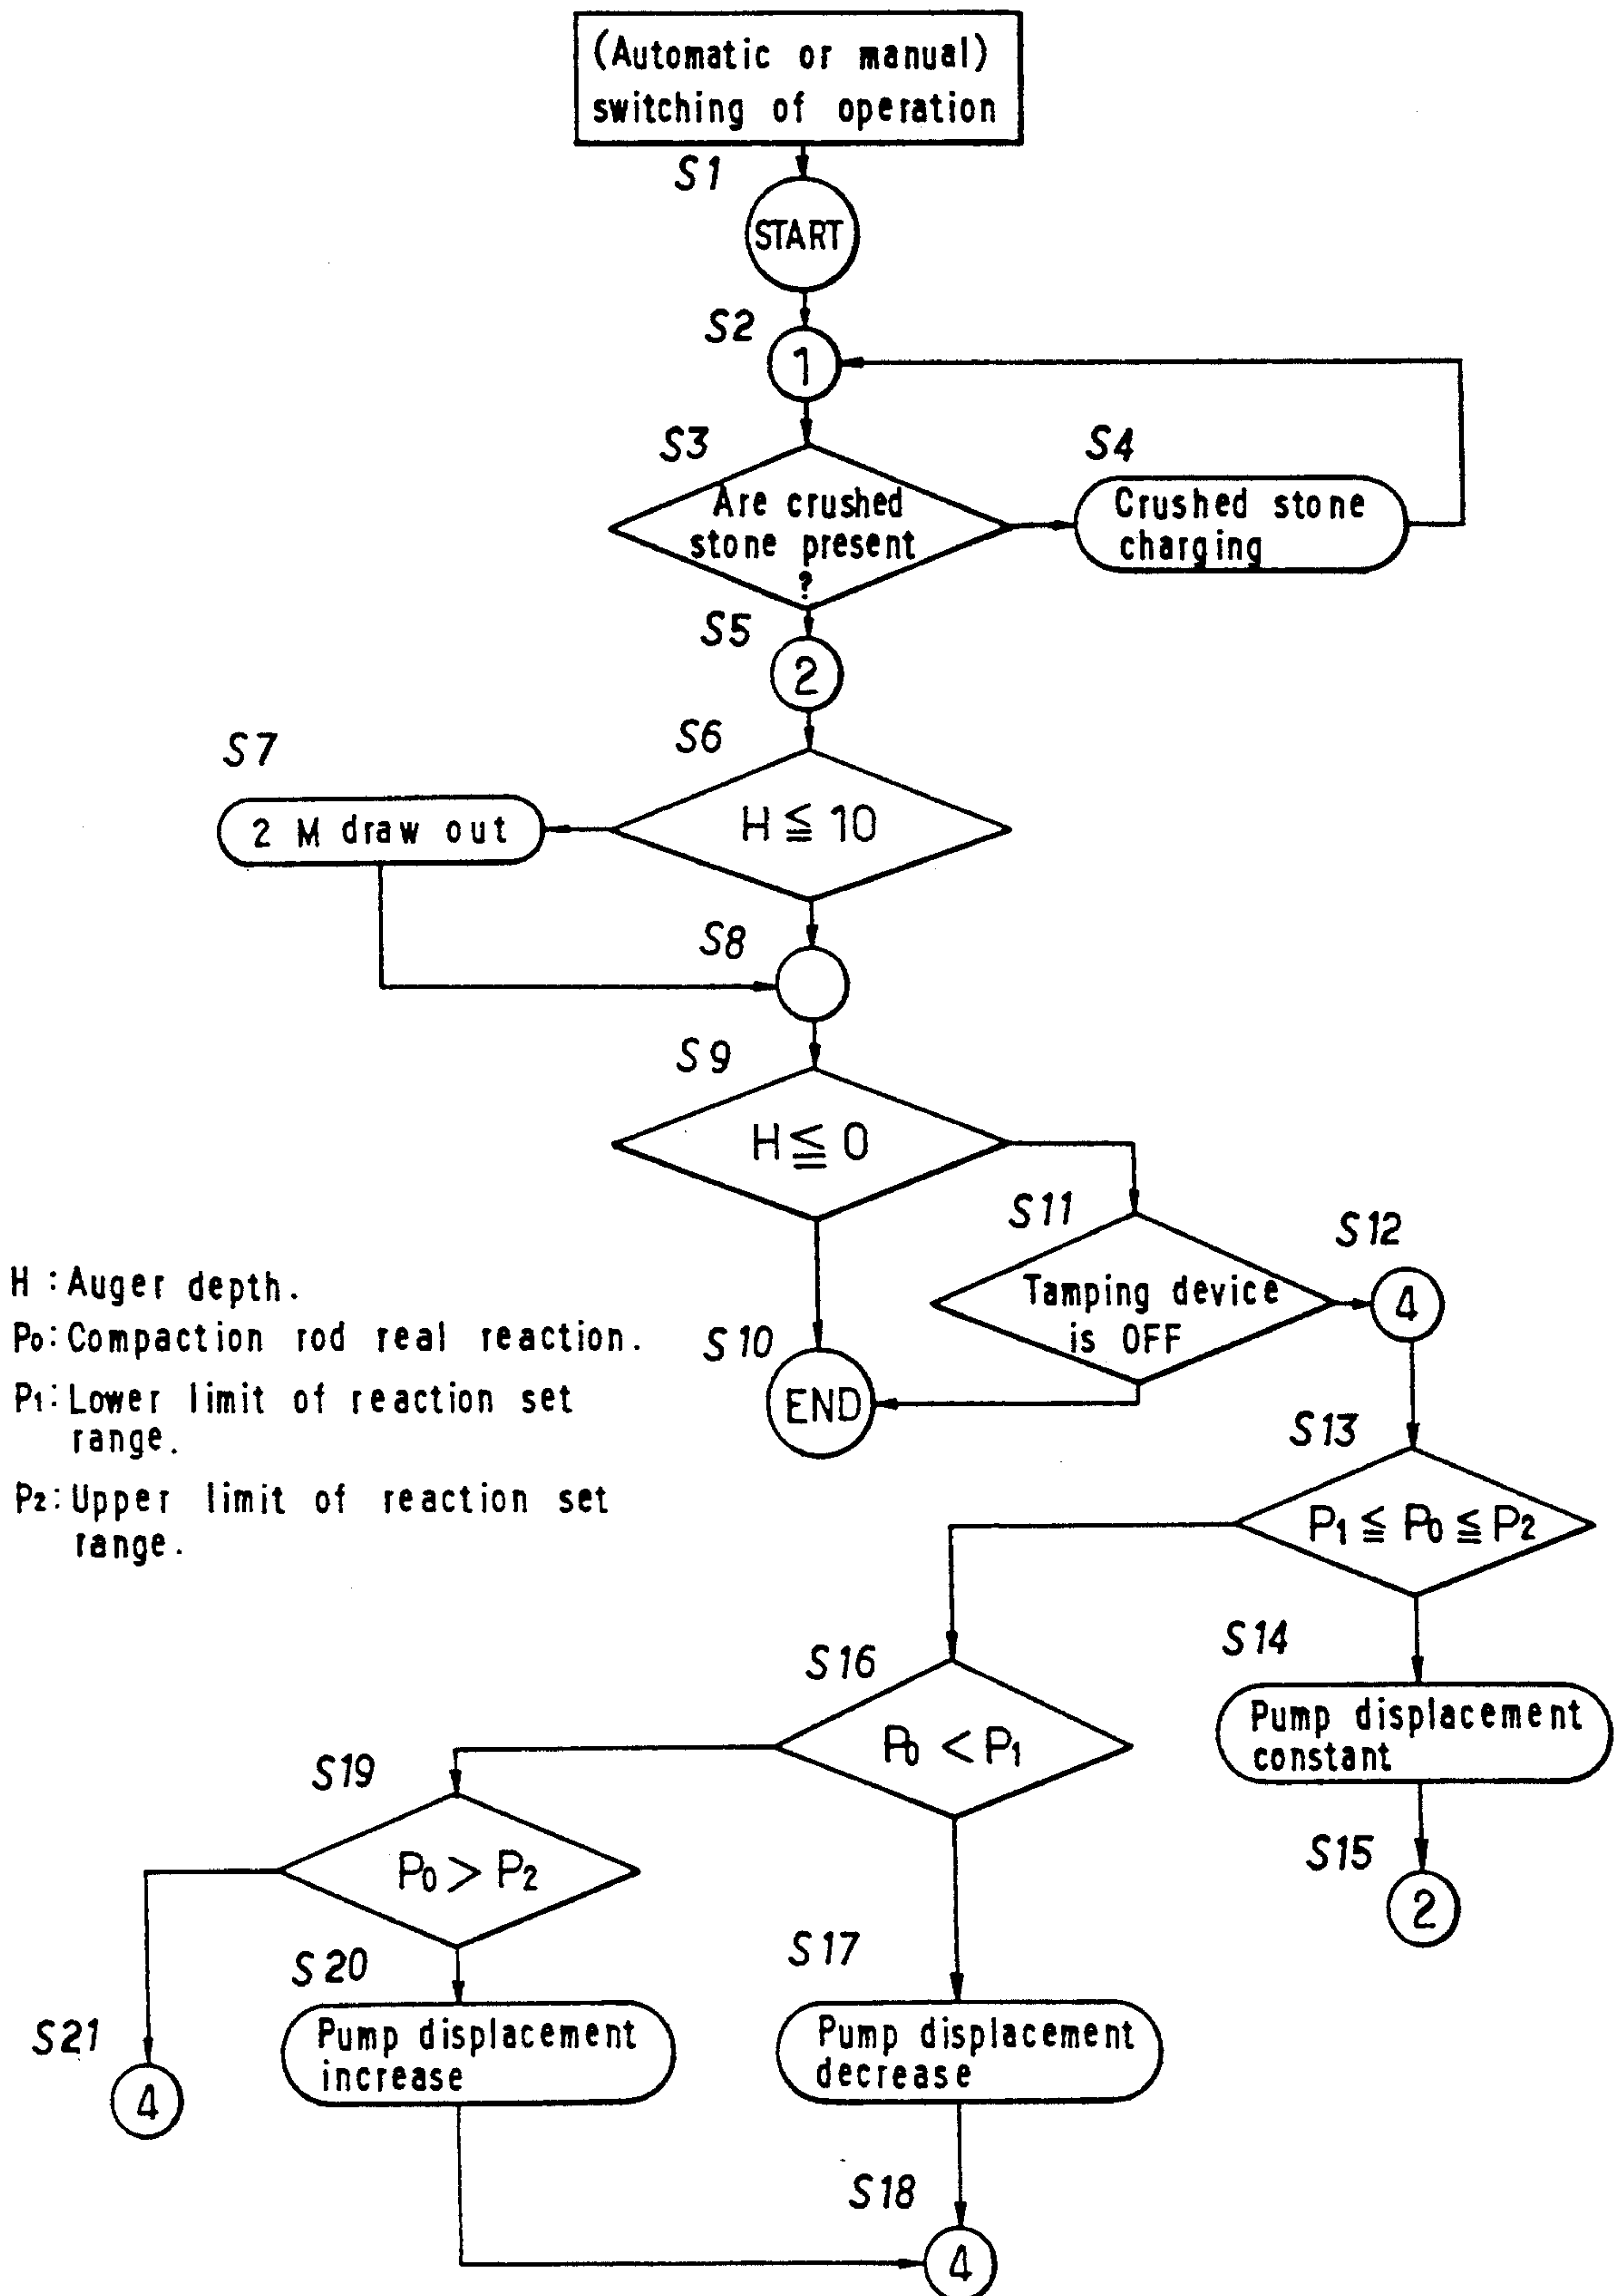 (Automatic or manual)
switching of operation
S1
START
S2
1
S3
Are crushed
stone present
?
S4
Crushed stone
charging
S5
2
S6
H ≦ 10
S7
2 M draw out
S8
S9
H ≦ 0
S10
END
S11
Tamping device
is OFF
S12
4
H : Auger depth.
P0: Compaction rod real reaction.
P1: Lower limit of reaction set
range.
P2: Upper limit of reaction set
range.
S13
P1 ≦ P0 ≦ P2
S14
Pump displacement
constant
S15
2
S16
P0 < P1
S17
Pump displacement
decrease
S18
4
S19
P0 > P2
S20
Pump displacement
increase
S21
4